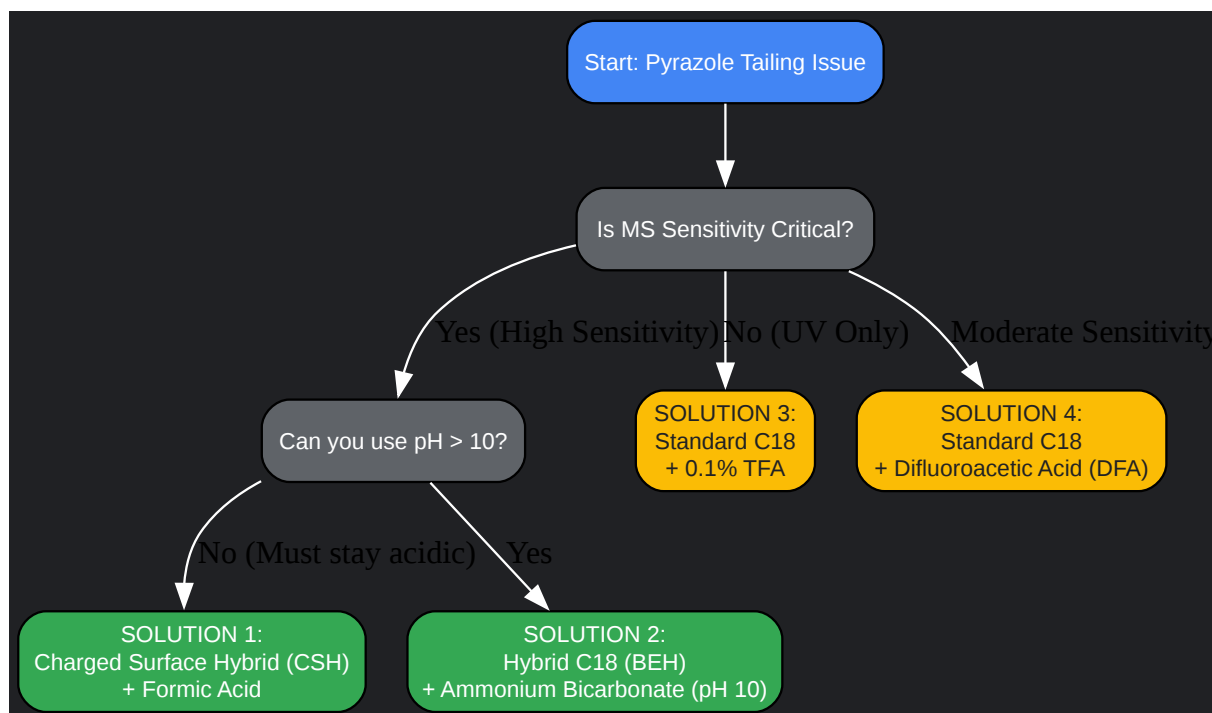 Start: Pyrazole Tailing Issue
Is MS Sensitivity Critical?
Yes (High Sensitivity)
No (UV Only)
Moderate Sensitivity
Can you use pH > 10?
SOLUTION 3:
Standard C18
+ 0.1% TFA
SOLUTION 4:
Standard C18
+ Difluoroacetic Acid (DFA)
No (Must stay acidic)
Yes
SOLUTION 1:
Charged Surface Hybrid (CSH)
+ Formic Acid
SOLUTION 2:
Hybrid C18 (BEH)
+ Ammonium Bicarbonate (pH 10)